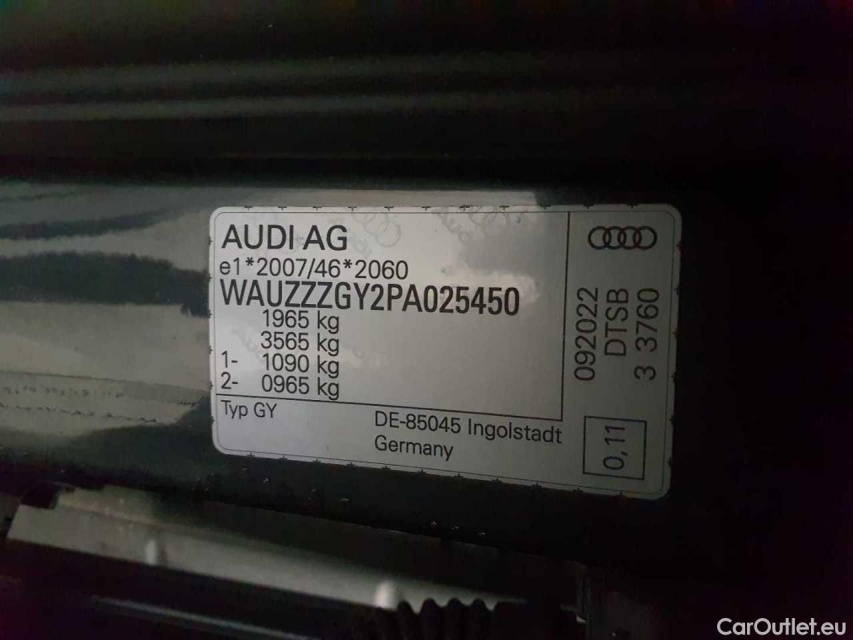 AUDI AG
e1*2007/46*2060
WAUZZZGY2PA025450
1965 kg
3565 kg
1- 1090 kg
2- 0965 kg
Typ GY
DE-85045 Ingolstadt
Germany
092022
DTSB
3 3760
0,11
CarOutlet.eu